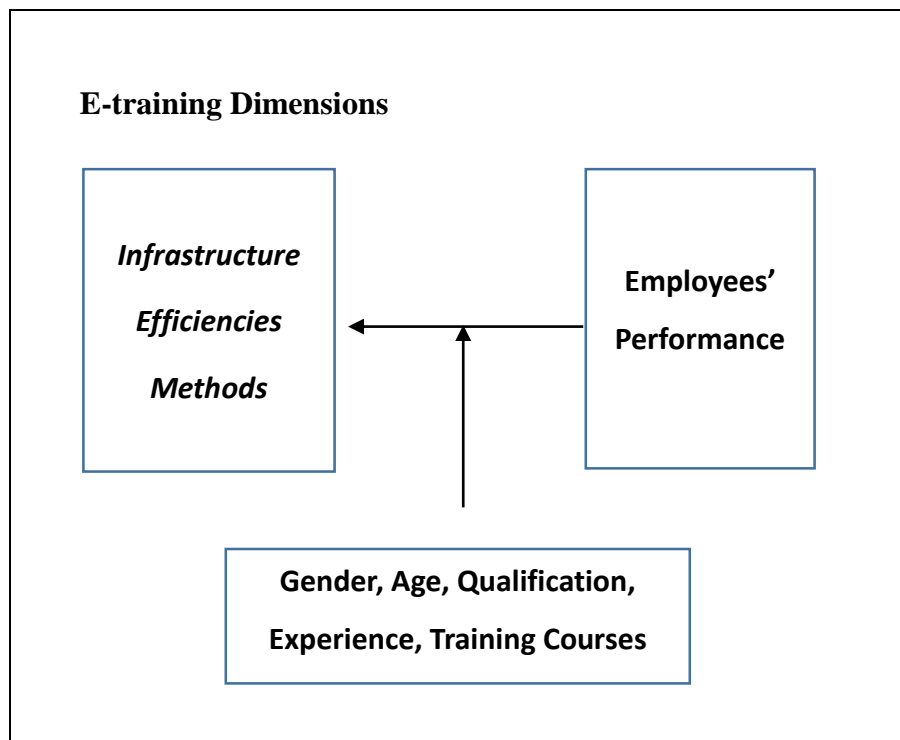 E-training Dimensions
Infrastructure
Efficiencies
Methods
Employees’
Performance
Gender, Age, Qualification,
Experience, Training Courses